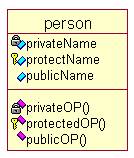 person
privateName
protectName
publicName
privateOP()
protectedOP()
publicOP()